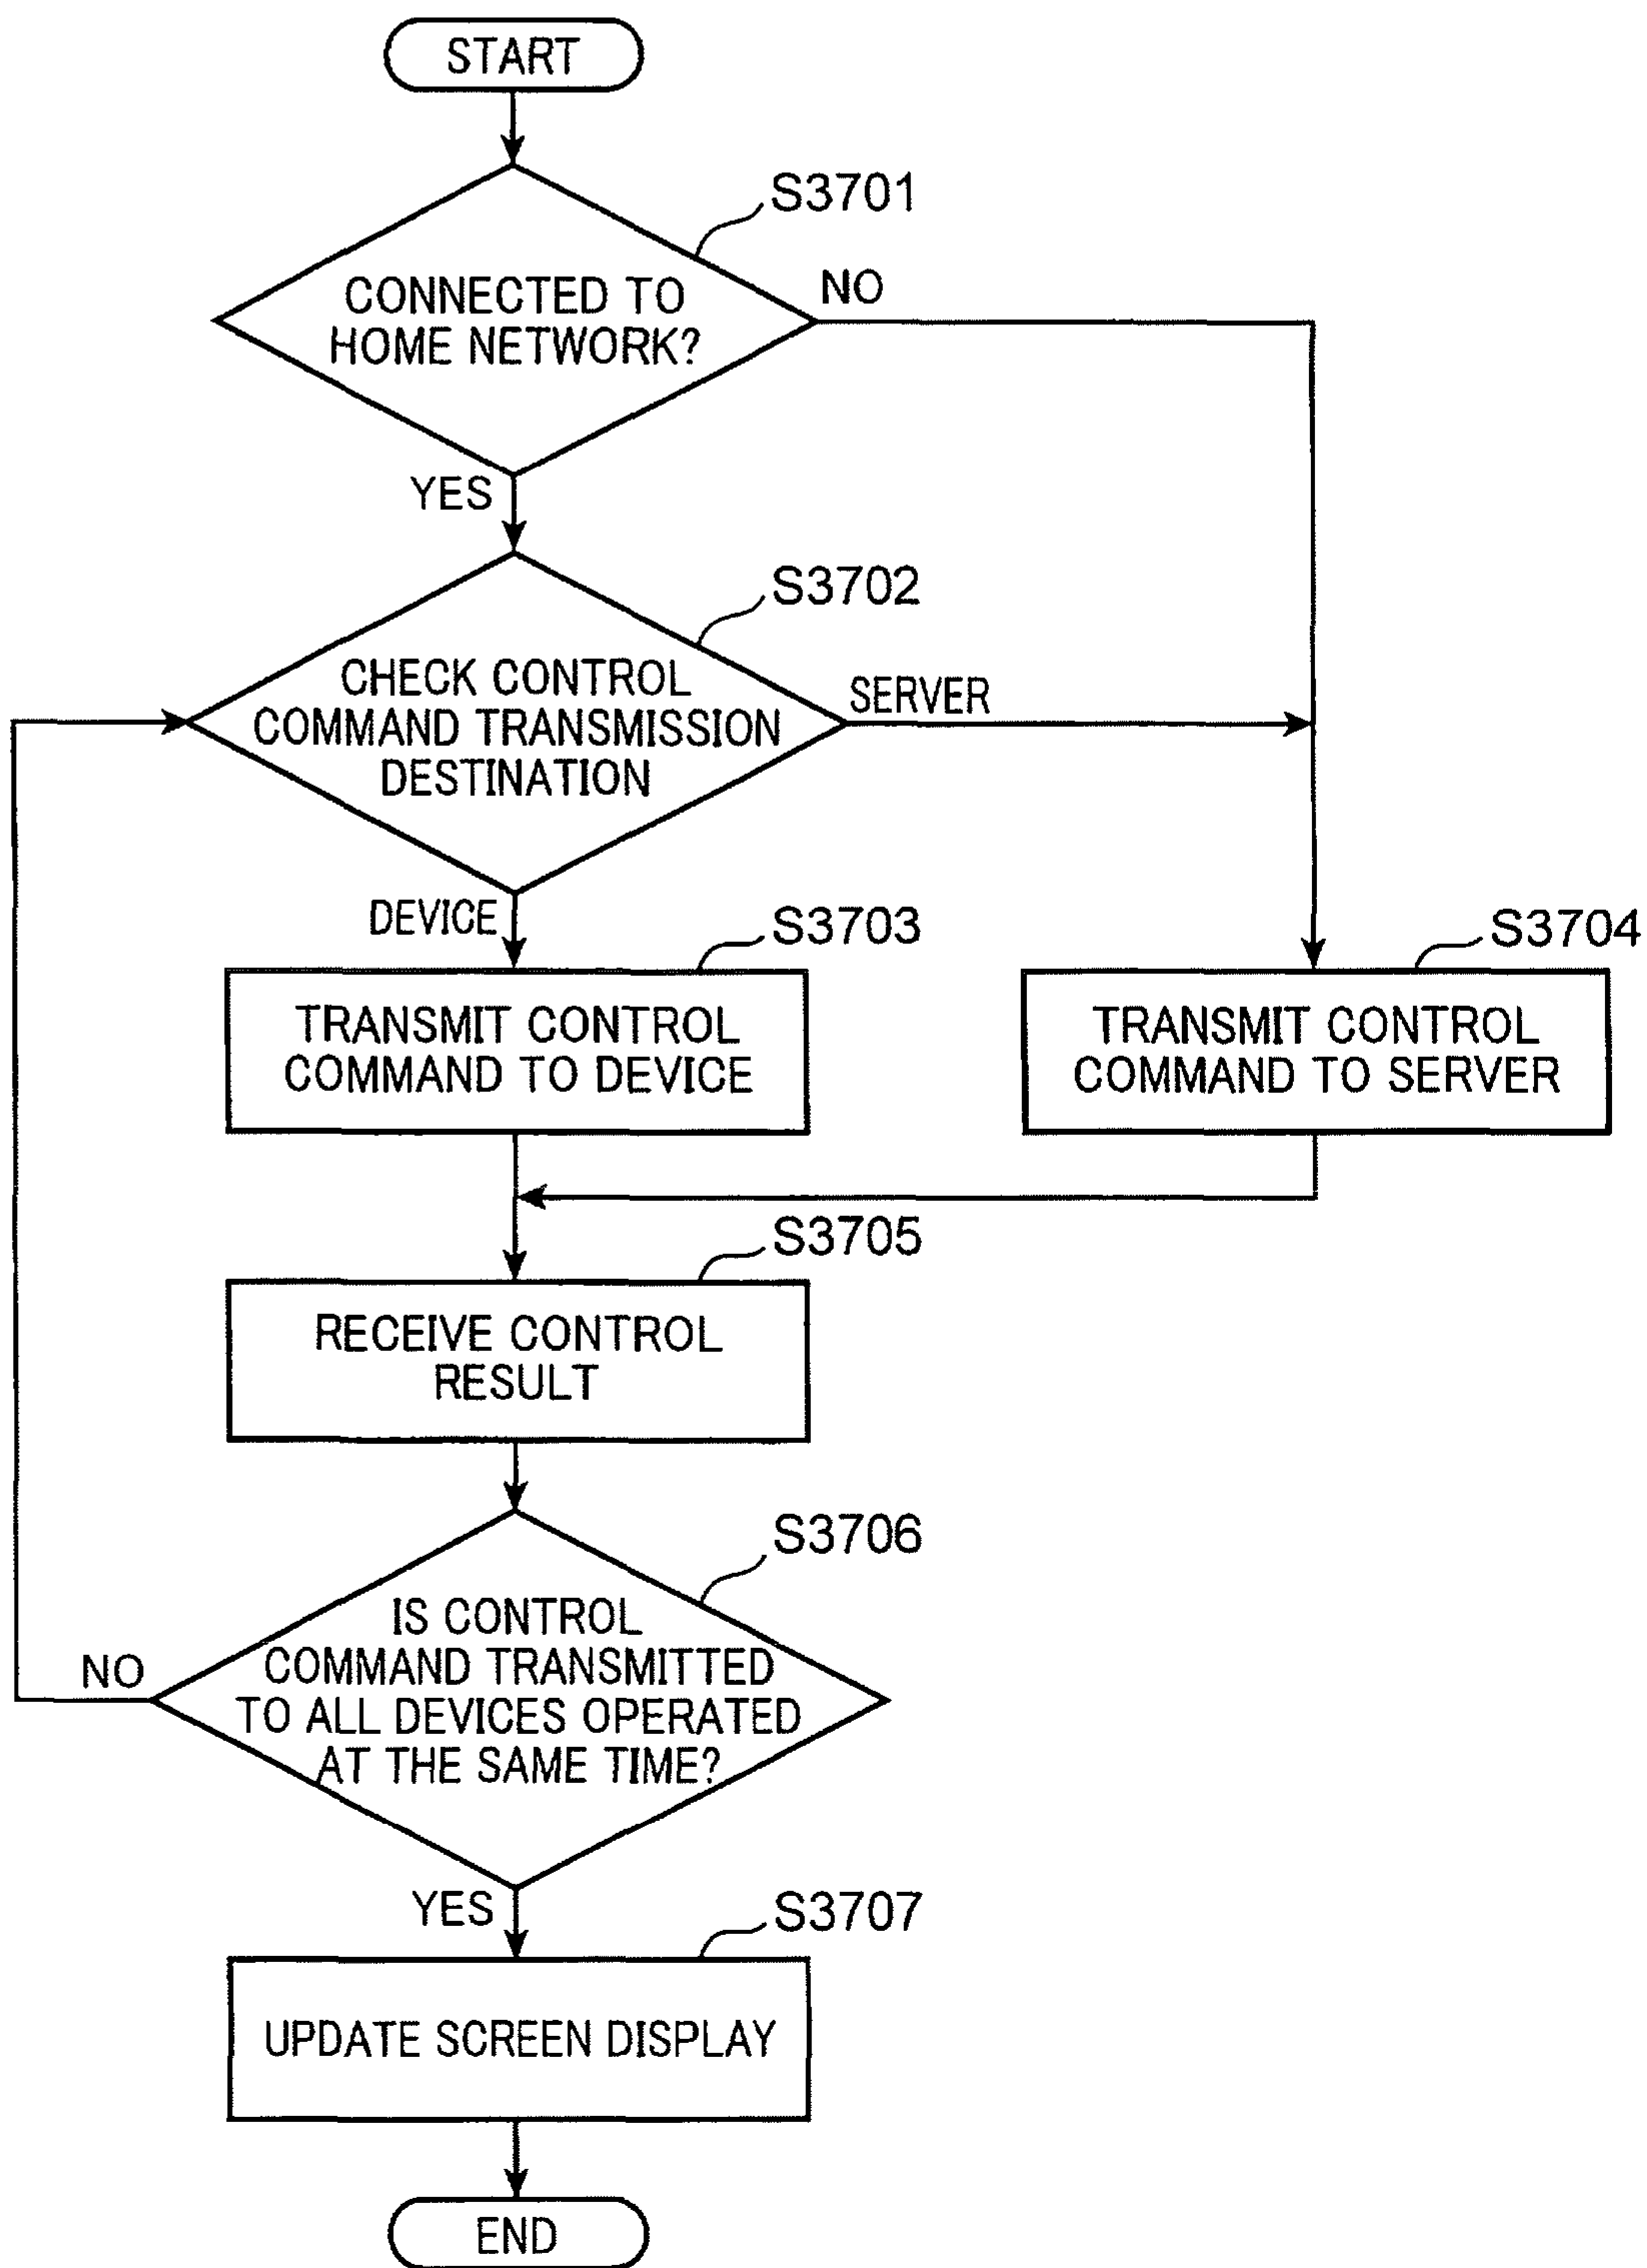 START
S3701
CONNECTED TO
HOME NETWORK?
NO
YES
S3702
CHECK CONTROL
COMMAND TRANSMISSION
DESTINATION
SERVER
DEVICE
S3703
TRANSMIT CONTROL
COMMAND TO DEVICE
S3704
TRANSMIT CONTROL
COMMAND TO SERVER
S3705
RECEIVE CONTROL
RESULT
S3706
IS CONTROL
COMMAND TRANSMITTED
TO ALL DEVICES OPERATED
AT THE SAME TIME?
NO
YES
S3707
UPDATE SCREEN DISPLAY
END